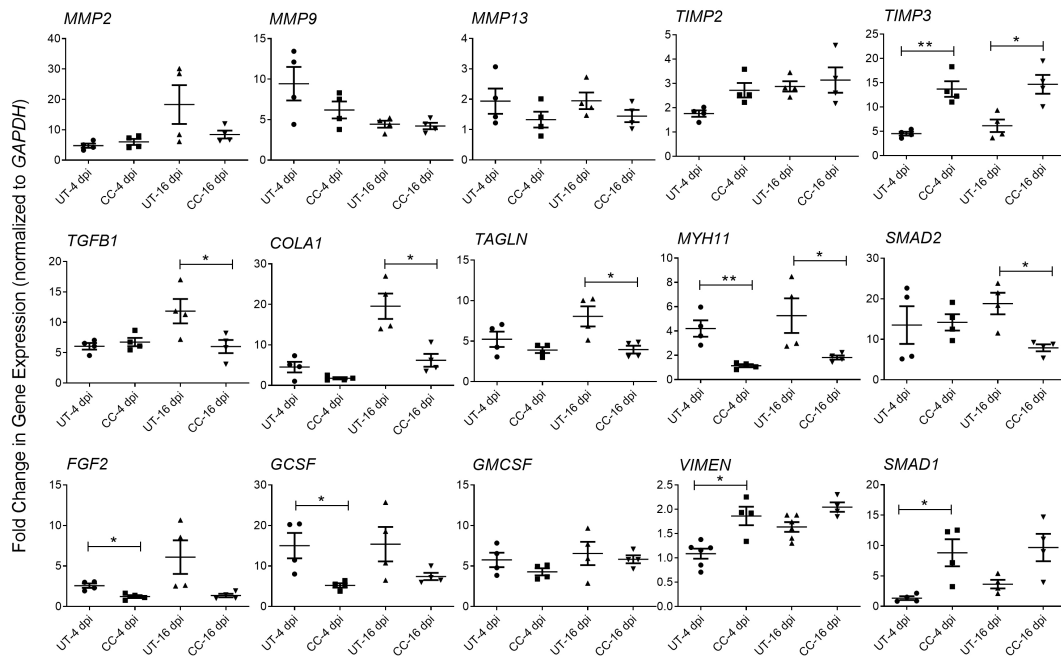 Fold Change in Gene Expression (normalized to GAPDH)
MMP2
40
30
20
10
0
UT-4 dpi
CC-4 dpi
UT-16 dpi
CC-16 dpi
MMP9
15
10
5
0
UT-4 dpi
CC-4 dpi
UT-16 dpi
CC-16 dpi
MMP13
4
3
2
1
0
UT-4 dpi
CC-4 dpi
UT-16 dpi
CC-16 dpi
TIMP2
5
4
3
2
1
0
UT-4 dpi
CC-4 dpi
UT-16 dpi
CC-16 dpi
TIMP3
25
20
15
10
5
0
**
*
UT-4 dpi
CC-4 dpi
UT-16 dpi
CC-16 dpi
TGFB1
25
20
15
10
5
0
*
UT-4 dpi
CC-4 dpi
UT-16 dpi
CC-16 dpi
COLA1
30
20
10
0
*
UT-4 dpi
CC-4 dpi
UT-16 dpi
CC-16 dpi
TAGLN
15
10
5
0
*
UT-4 dpi
CC-4 dpi
UT-16 dpi
CC-16 dpi
MYH11
10
8
6
4
2
0
**
*
UT-4 dpi
CC-4 dpi
UT-16 dpi
CC-16 dpi
SMAD2
30
20
10
0
*
UT-4 dpi
CC-4 dpi
UT-16 dpi
CC-16 dpi
FGF2
15
10
5
0
*
UT-4 dpi
CC-4 dpi
UT-16 dpi
CC-16 dpi
GCSF
30
20
10
0
*
UT-4 dpi
CC-4 dpi
UT-16 dpi
CC-16 dpi
GMCSF
15
10
5
0
UT-4 dpi
CC-4 dpi
UT-16 dpi
CC-16 dpi
VIMEN
2.5
2.0
1.5
1.0
0.5
0.0
*
UT-4 dpi
CC-4 dpi
UT-16 dpi
CC-16 dpi
SMAD1
20
15
10
5
0
*
UT-4 dpi
CC-4 dpi
UT-16 dpi
CC-16 dpi